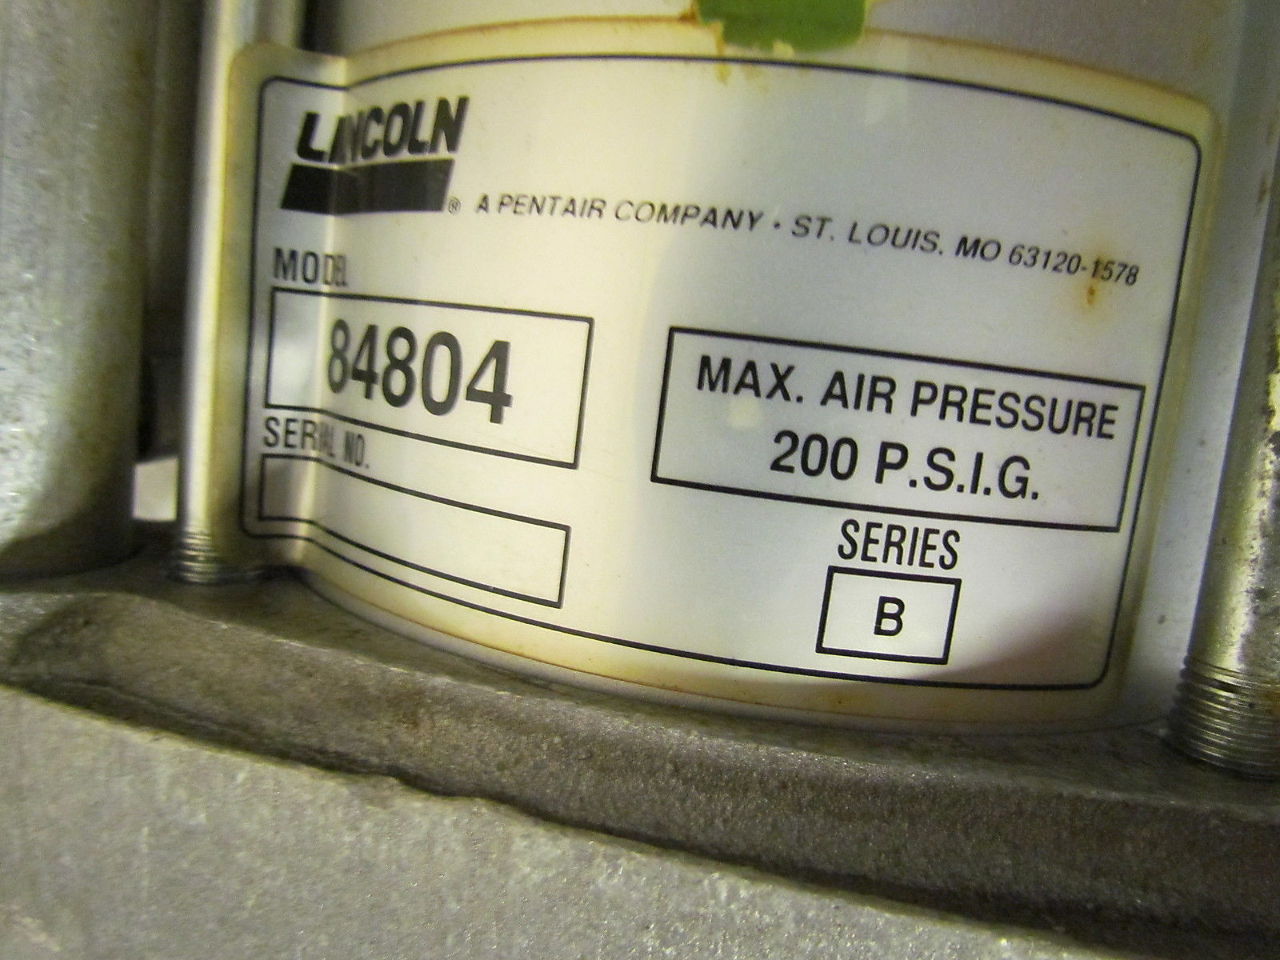 LINCOLN
® A PENTAIR COMPANY • ST. LOUIS. MO 63120-1578
MODEL
84804
MAX. AIR PRESSURE
200 P.S.I.G.
SERIAL NO.
SERIES
B